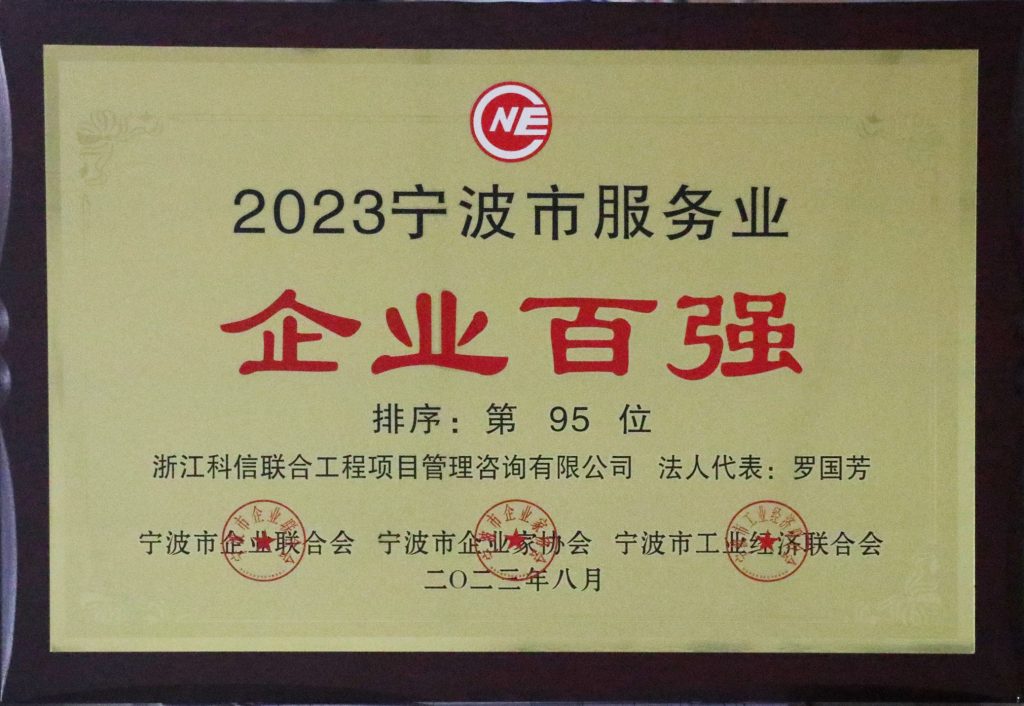 NE
2023宁波市服务业
企业百强
排序：第 95 位
浙江科信联合工程项目管理咨询有限公司 法人代表：罗国芳
宁波市企业联合会 宁波市企业家协会 宁波市工业经济联合会
二〇二三年八月